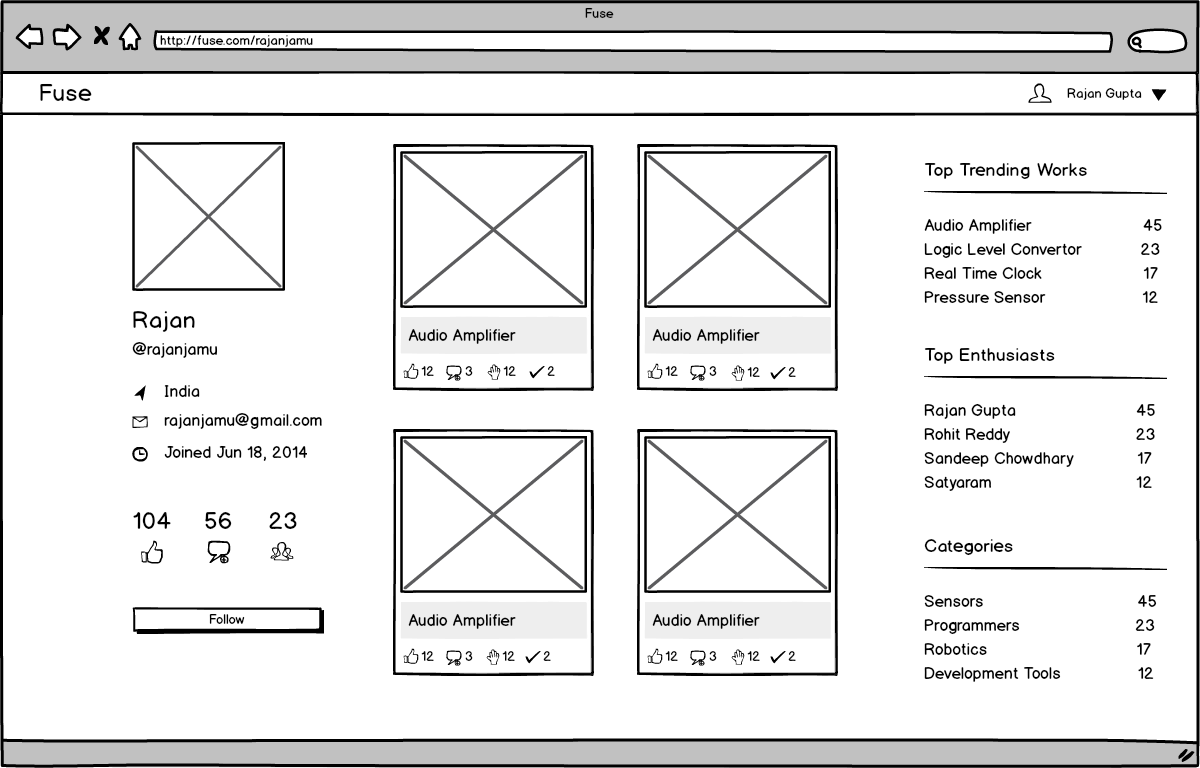 Fuse
http://fuse.com/rajanjamu
Fuse
Rajan Gupta
Rajan
@rajanjamu
India
rajanjamu@gmail.com
Joined Jun 18, 2014
104 56 23
Follow
Audio Amplifier
12 3 12 2
Audio Amplifier
12 3 12 2
Audio Amplifier
12 3 12 2
Audio Amplifier
12 3 12 2
Top Trending Works
Audio Amplifier 45
Logic Level Convertor 23
Real Time Clock 17
Pressure Sensor 12
Top Enthusiasts
Rajan Gupta 45
Rohit Reddy 23
Sandeep Chowdhary 17
Satyaram 12
Categories
Sensors 45
Programmers 23
Robotics 17
Development Tools 12